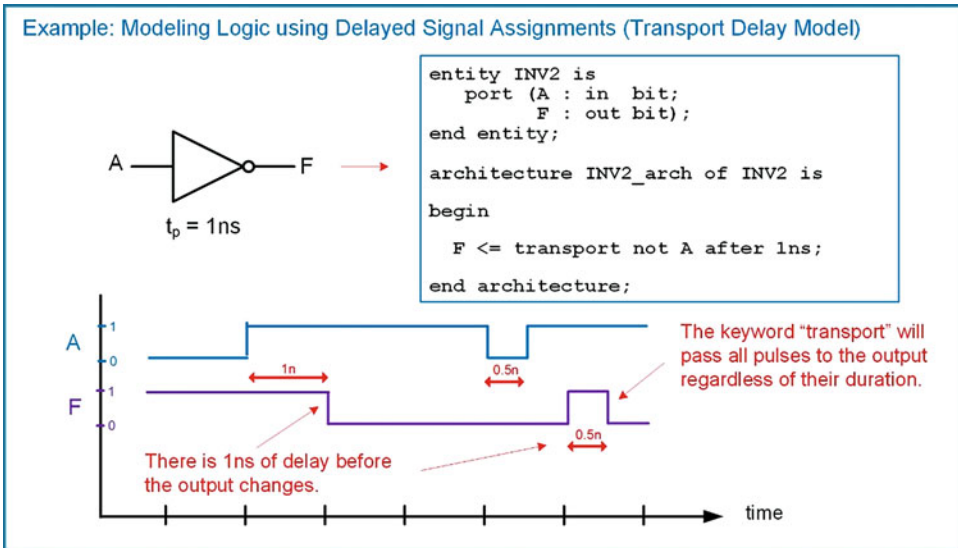 Example: Modeling Logic using Delayed Signal Assignments (Transport Delay Model)
entity INV2 is
port (A : in bit;
F : out bit);
end entity;
architecture INV2_arch of INV2 is
begin
F <= transport not A after 1ns;
end architecture;
A
F
tp = 1ns
A
1
0
1n
0.5n
The keyword “transport” will
pass all pulses to the output
regardless of their duration.
F
1
0
0.5n
There is 1ns of delay before
the output changes.
time